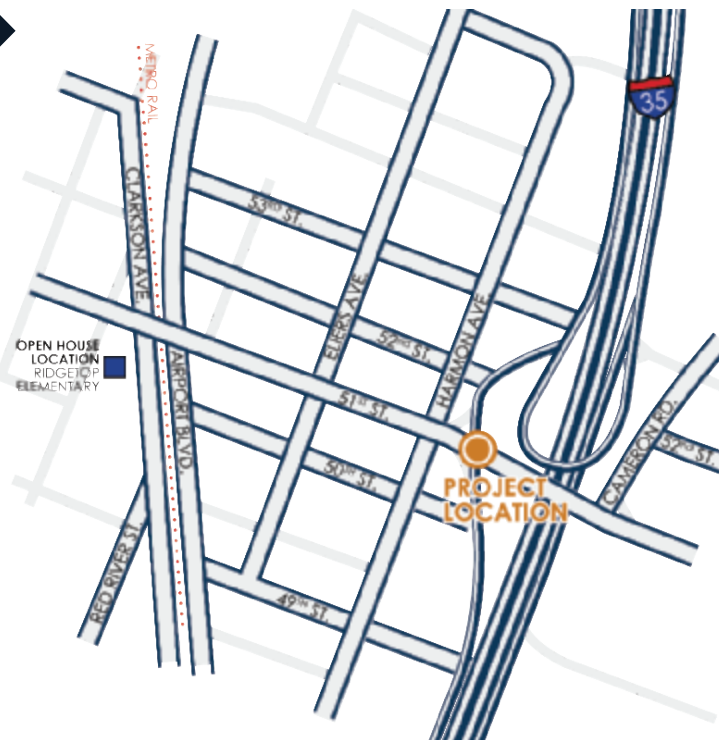 METRO RAIL
35
CLARKSON AVE.
53RD ST.
52ND ST.
EILERS AVE.
HARMON AVE.
OPEN HOUSE
LOCATION
RIDGETOP
ELEMENTARY
AIRPORT BLVD.
51ST ST.
CAMERON RD.
52ND ST.
50TH ST.
PROJECT
LOCATION
RED RIVER ST.
49TH ST.